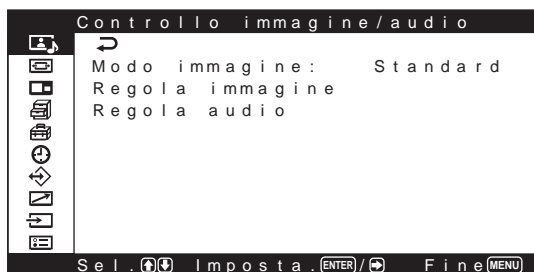 Controllo immagine/audio
Modo immagine: Standard
Regola immagine
Regola audio
Sel. Imposta. ENTER / Fine MENU